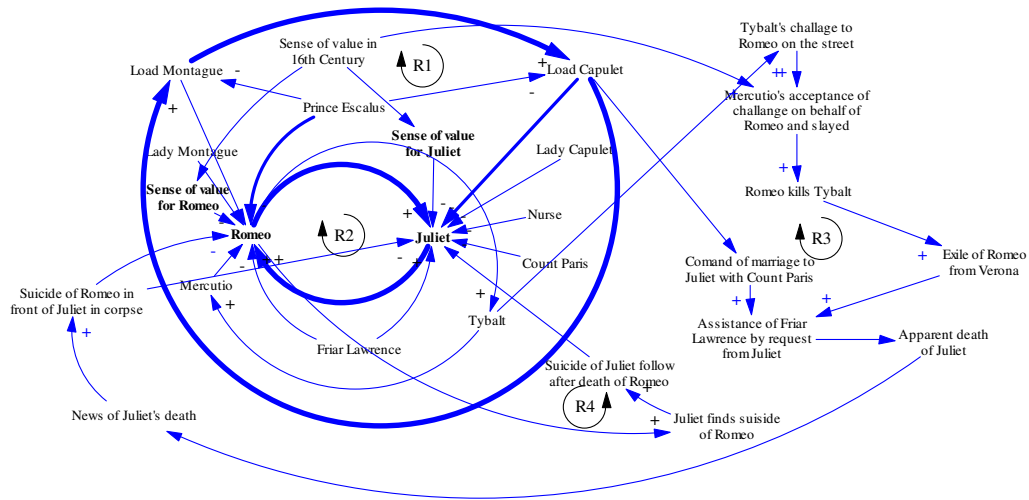 Tybalt's challage to
Romeo on the street
Sense of value in
16th Century
R1
Load Montague
-
+
Load Capulet
-
++
Mercutio's acceptance of
challange on behalf of
Romeo and slayed
+
Prince Escalus
Sense of value
for Juliet
Lady Montague
Lady Capulet
+
Sense of value
for Romeo
Romeo kills Tybalt
-
-
-
-
+
Nurse
Romeo
R2
Juliet
-
R3
-
-
+
+
-
+
Count Paris
Comand of marriage to
Juliet with Count Paris
+
Exile of Romeo
from Verona
Suicide of Romeo in
front of Juliet in corpse
Mercutio
+
+
+
+
Tybalt
+
Assistance of Friar
Lawrence by request
from Juliet
Apparent death
of Juliet
Friar Lawrence
Suicide of Juliet follow
after death of Romeo
+
R4
News of Juliet's death
+
Juliet finds suiside
of Romeo